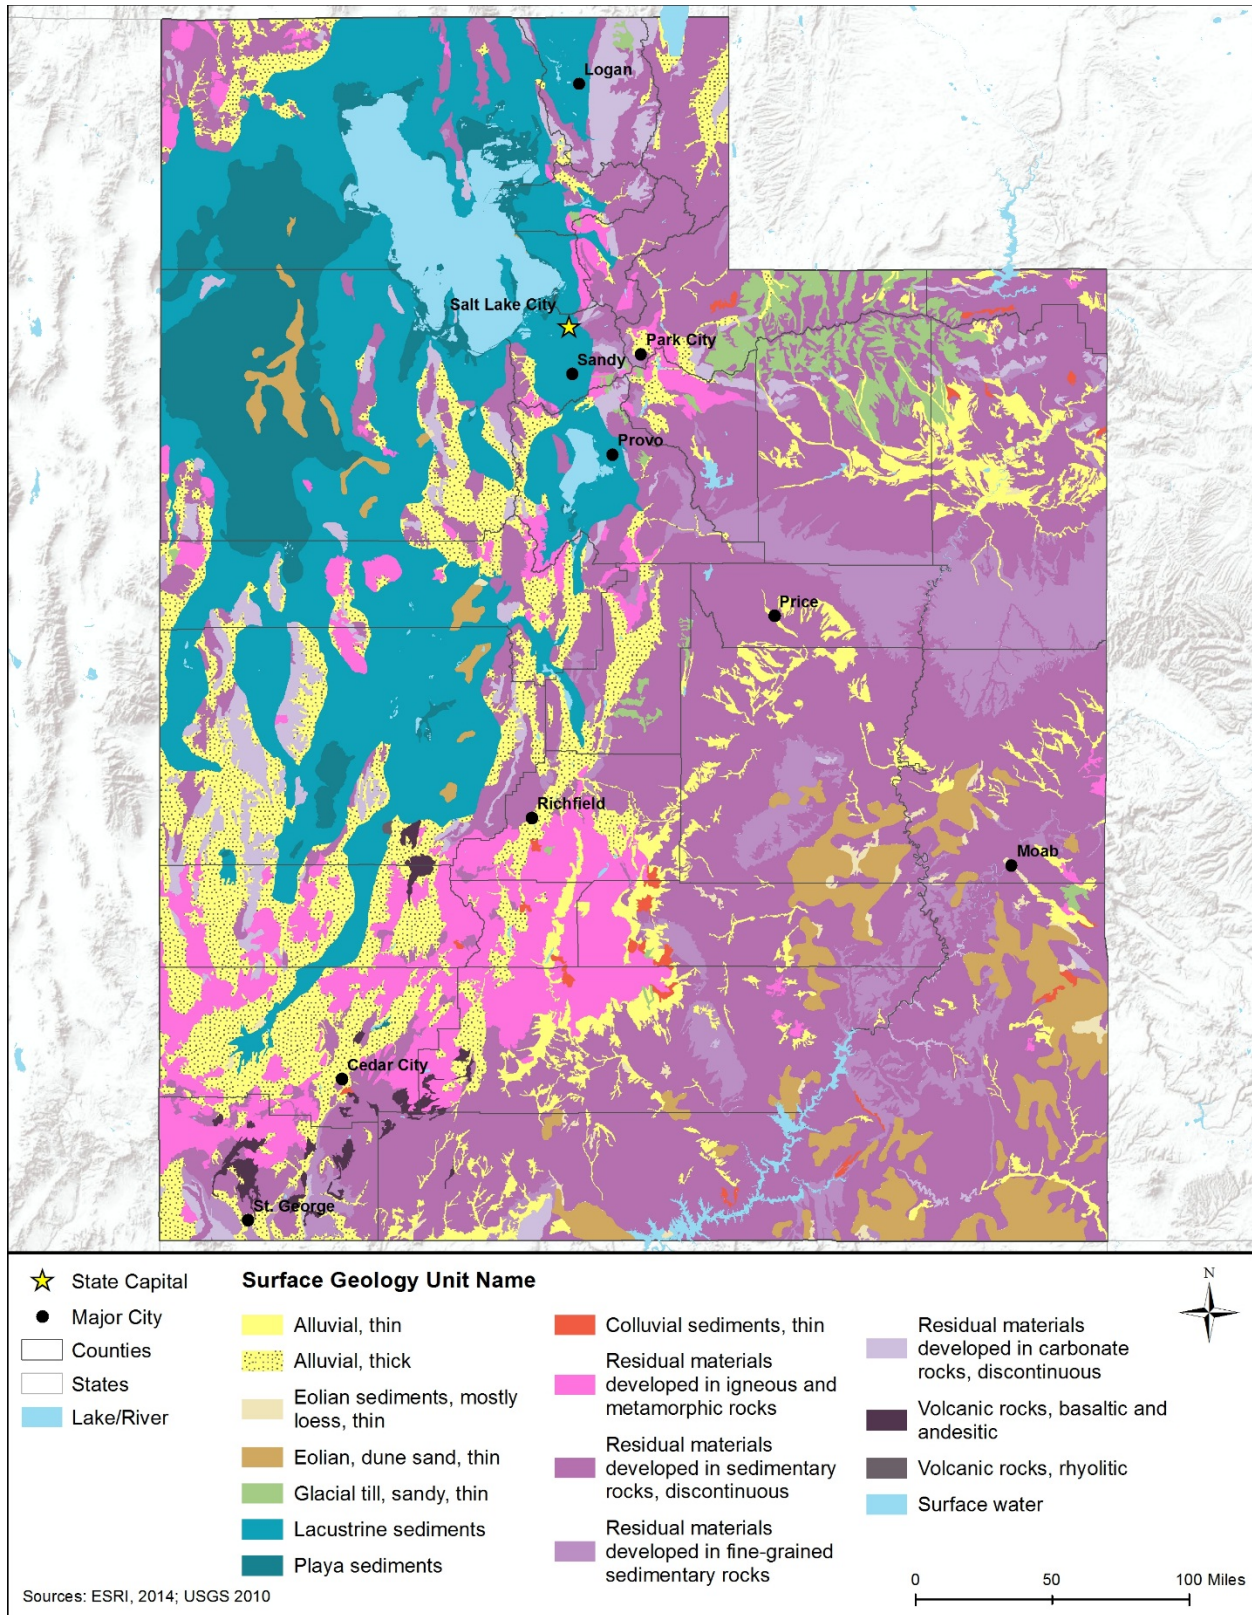 Logan
Salt Lake City
Park City
Sandy
Provo
Price
Richfield
Moab
Cedar City
St. George
State Capital
Major City
Counties
States
Lake/River
Surface Geology Unit Name
Alluvial, thin
Alluvial, thick
Eolian sediments, mostly
loess, thin
Eolian, dune sand, thin
Glacial till, sandy, thin
Lacustrine sediments
Playa sediments
Colluvial sediments, thin
Residual materials
developed in igneous and
metamorphic rocks
Residual materials
developed in sedimentary
rocks, discontinuous
Residual materials
developed in fine-grained
sedimentary rocks
Residual materials
developed in carbonate
rocks, discontinuous
Volcanic rocks, basaltic and
andesitic
Volcanic rocks, rhyolitic
Surface water
N
0 50 100 Miles
Sources: ESRI, 2014; USGS 2010